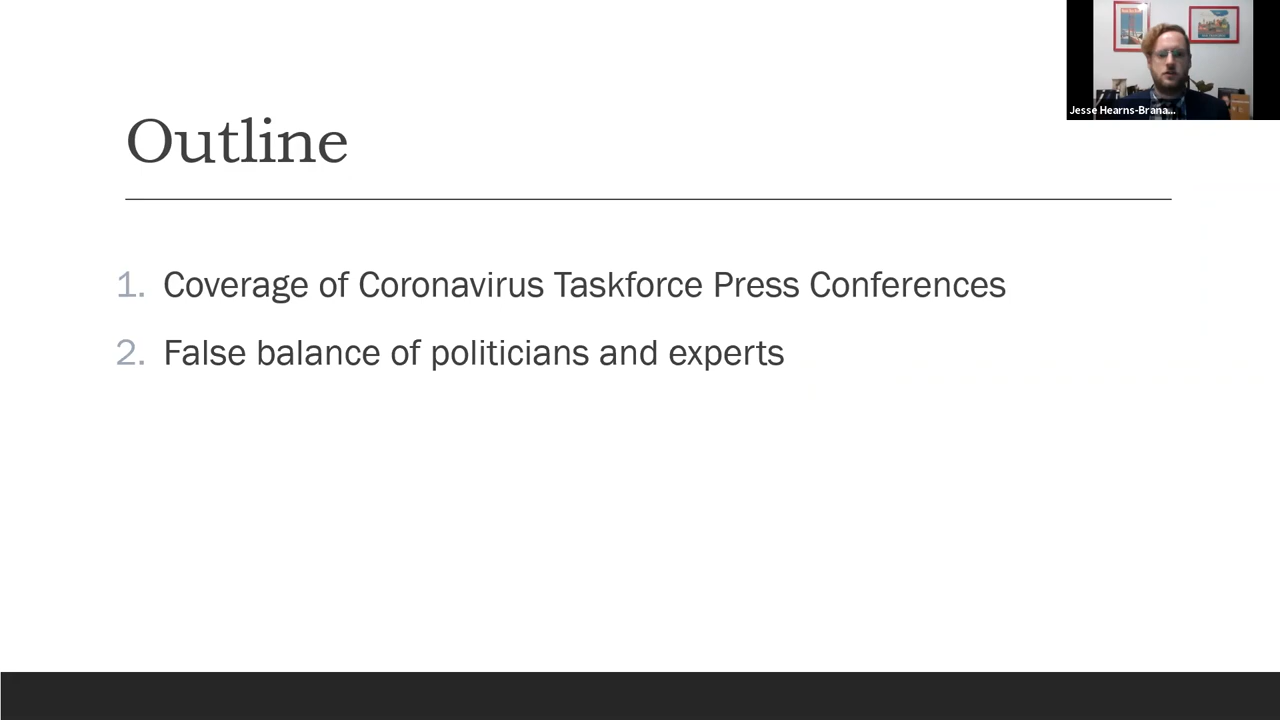 Jesse Hearns-Brana...
Outline
1. Coverage of Coronavirus Taskforce Press Conferences
2. False balance of politicians and experts